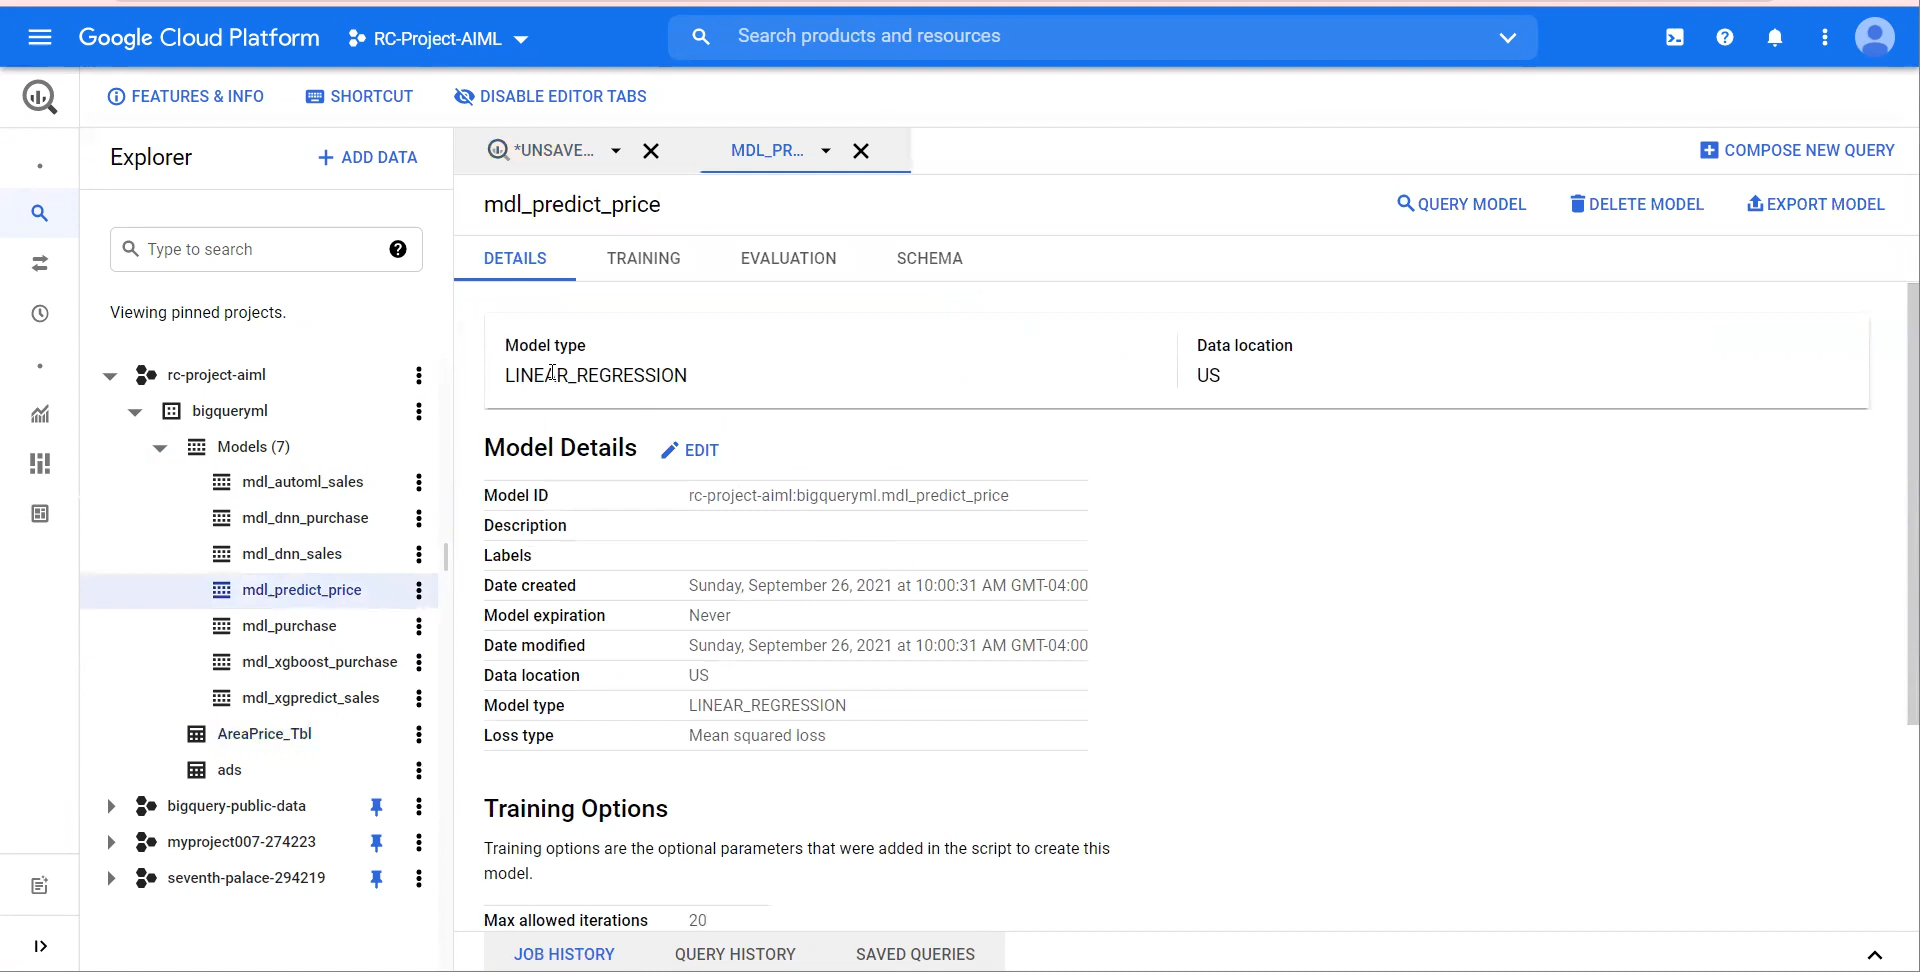 Google Cloud Platform
RC-Project-AIML
Search products and resources
FEATURES & INFO
SHORTCUT
DISABLE EDITOR TABS
Explorer
ADD DATA
*UNSAVE...
MDL_PR...
COMPOSE NEW QUERY
mdl_predict_price
QUERY MODEL
DELETE MODEL
EXPORT MODEL
Type to search
DETAILS
TRAINING
EVALUATION
SCHEMA
Viewing pinned projects.
rc-project-aiml
bigqueryml
Models (7)
mdl_automl_sales
mdl_dnn_purchase
mdl_dnn_sales
mdl_predict_price
mdl_purchase
mdl_xgboost_purchase
mdl_xgpredict_sales
AreaPrice_Tbl
ads
bigquery-public-data
myproject007-274223
seventh-palace-294219
Model type
LINEAR_REGRESSION
Data location
US
Model Details
EDIT
Model ID rc-project-aiml:bigqueryml.mdl_predict_price
Description
Labels
Date created Sunday, September 26, 2021 at 10:00:31 AM GMT-04:00
Model expiration Never
Date modified Sunday, September 26, 2021 at 10:00:31 AM GMT-04:00
Data location US
Model type LINEAR_REGRESSION
Loss type Mean squared loss
Training Options
Training options are the optional parameters that were added in the script to create this
model.
Max allowed iterations 20
JOB HISTORY
QUERY HISTORY
SAVED QUERIES